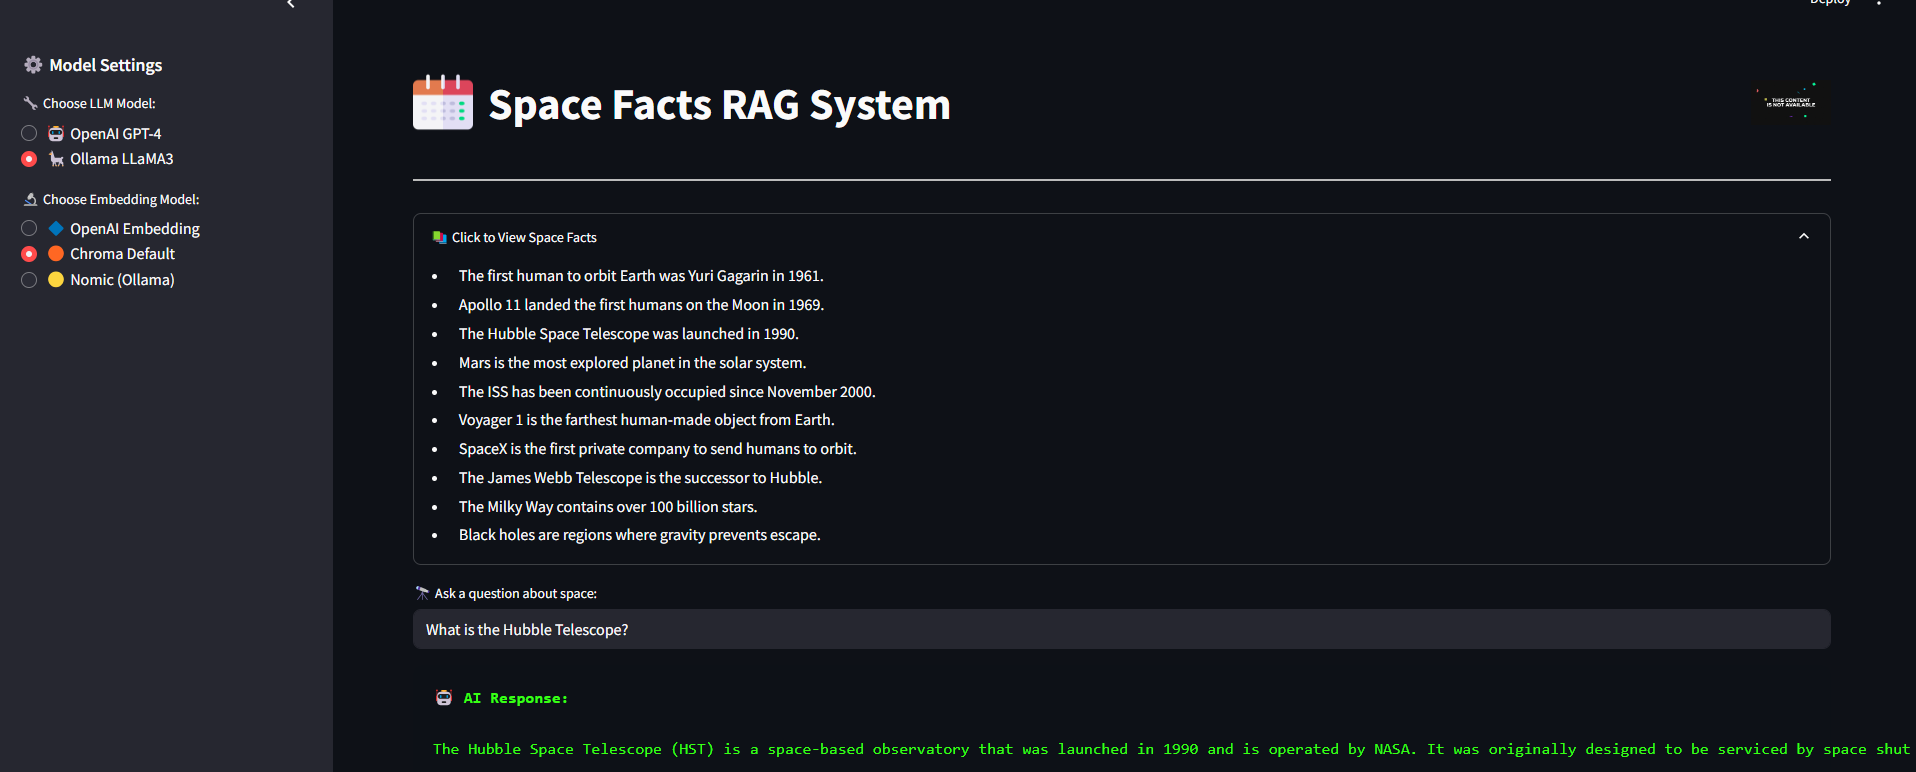 Deploy
Model Settings
Choose LLM Model:
OpenAI GPT-4
Ollama LLaMA3
Choose Embedding Model:
OpenAI Embedding
Chroma Default
Nomic (Ollama)
Space Facts RAG System
THIS CONTENT
IS NOT AVAILABLE
Click to View Space Facts
The first human to orbit Earth was Yuri Gagarin in 1961.
Apollo 11 landed the first humans on the Moon in 1969.
The Hubble Space Telescope was launched in 1990.
Mars is the most explored planet in the solar system.
The ISS has been continuously occupied since November 2000.
Voyager 1 is the farthest human-made object from Earth.
SpaceX is the first private company to send humans to orbit.
The James Webb Telescope is the successor to Hubble.
The Milky Way contains over 100 billion stars.
Black holes are regions where gravity prevents escape.
Ask a question about space:
What is the Hubble Telescope?
AI Response:
The Hubble Space Telescope (HST) is a space-based observatory that was launched in 1990 and is operated by NASA. It was originally designed to be serviced by space shut